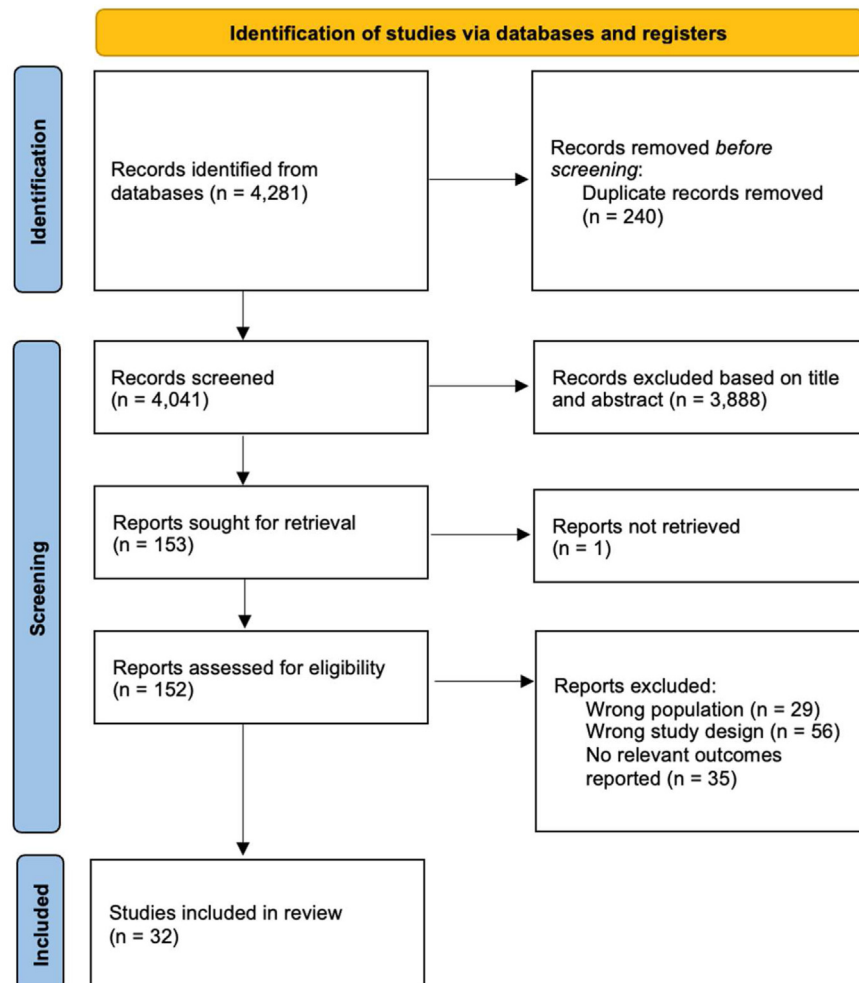 Identification of studies via databases and registers
Identification
Records identified from
databases (n = 4,281)
Records removed before
screening:
Duplicate records removed
(n = 240)
Screening
Records screened
(n = 4,041)
Records excluded based on title
and abstract (n = 3,888)
Reports sought for retrieval
(n = 153)
Reports not retrieved
(n = 1)
Reports assessed for eligibility
(n = 152)
Reports excluded:
Wrong population (n = 29)
Wrong study design (n = 56)
No relevant outcomes
reported (n = 35)
Included
Studies included in review
(n = 32)